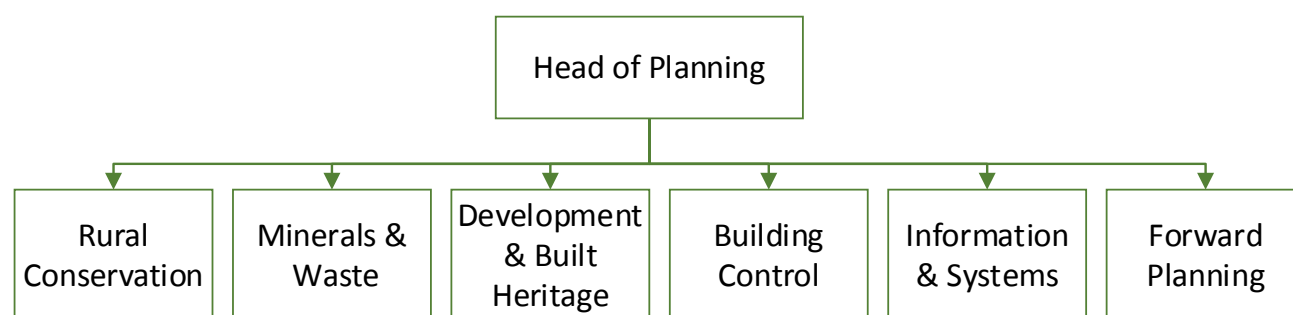 Head of Planning
Rural
Conservation
Minerals &
Waste
Development
& Built
Heritage
Building
Control
Information
& Systems
Forward
Planning